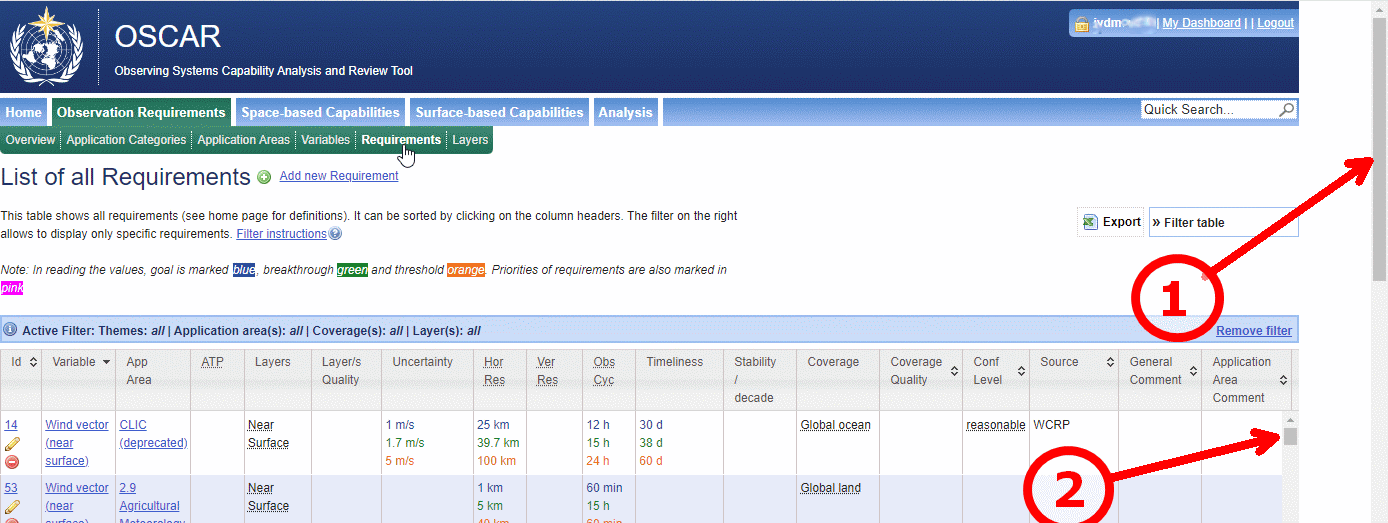 OSCAR
Observing Systems Capability Analysis and Review Tool
| My Dashboard | | Logout
Home Observation Requirements Space-based Capabilities Surface-based Capabilities Analysis Quick Search...
Overview Application Categories Application Areas Variables Requirements Layers
List of all Requirements Add new Requirement
This table shows all requirements (see home page for definitions). It can be sorted by clicking on the column headers. The filter on the right
allows to display only specific requirements. Filter instructions
Export » Filter table
Note: In reading the values, goal is marked blue, breakthrough green and threshold orange. Priorities of requirements are also marked in
pink
1
Active Filter: Themes: all | Application area(s): all | Coverage(s): all | Layer(s): all Remove filter
Id Variable App ATP Layers Layer/s Uncertainty Hor Ver Obs Timeliness Stability Coverage Coverage Conf Source General Application
Area Quality Res Res Cyc / Quality Level Comment Area
decade Comment
14 Wind vector CLIC Near 1 m/s 25 km 12 h 30 d Global ocean reasonable WCRP
(near (deprecated) Surface 1.7 m/s 39.7 km 15 h 38 d
surface) 5 m/s 100 km 24 h 60 d
2
53 Wind vector 2.9 Near 1 km 60 min Global land
(near Agricultural Surface 5 km 15 h
surface) Meteorology 40 km 60 min